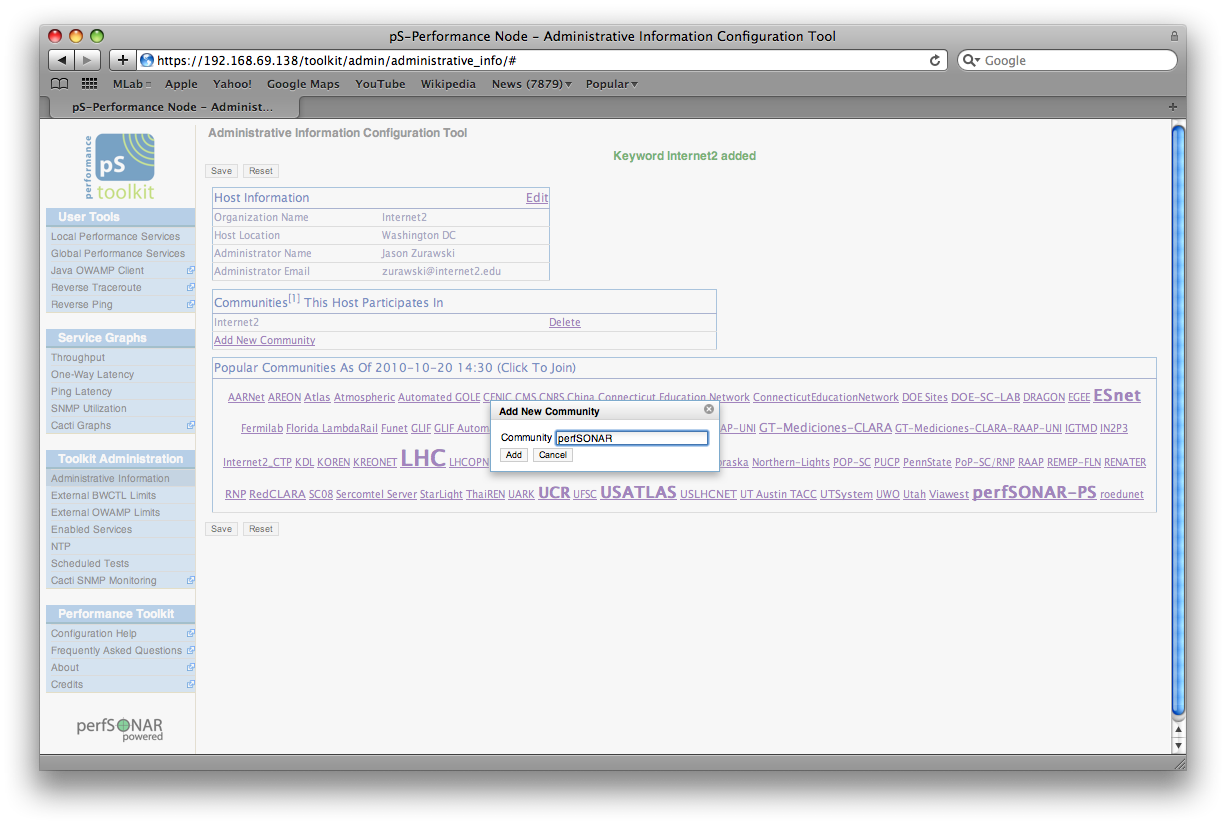 pS-Performance Node – Administrative Information Configuration Tool
https://192.168.69.138/toolkit/admin/administrative_info/#
Google
MLab Apple Yahoo! Google Maps YouTube Wikipedia News (7879) Popular
pS-Performance Node – Administ...
performance
pS
toolkit
User Tools
Local Performance Services
Global Performance Services
Java OWAMP Client
Reverse Traceroute
Reverse Ping
Service Graphs
Throughput
One-Way Latency
Ping Latency
SNMP Utilization
Cacti Graphs
Toolkit Administration
Administrative Information
External BWCTL Limits
External OWAMP Limits
Enabled Services
NTP
Scheduled Tests
Cacti SNMP Monitoring
Performance Toolkit
Configuration Help
Frequently Asked Questions
About
Credits
perfSONAR
powered
Administrative Information Configuration Tool
Keyword Internet2 added
Save Reset
Host Information Edit
Organization Name Internet2
Host Location Washington DC
Administrator Name Jason Zurawski
Administrator Email zurawski@internet2.edu
Communities[1] This Host Participates In
Internet2 Delete
Add New Community
Popular Communities As Of 2010-10-20 14:30 (Click To Join)
AARNet AREON Atlas Atmospheric Automated GOLE CENIC CMS CNRS China Connecticut Education Network ConnecticutEducationNetwork DOE Sites DOE-SC-LAB DRAGON EGEE ESnet
Fermilab Florida LambdaRail Funet GLIF GLIF Autom AP-UNI GT-Mediciones-CLARA GT-Mediciones-CLARA-RAAP-UNI IGTMD IN2P3
Internet2_CTP KDL KOREN KREONET LHC LHCOPN raska Northern-Lights POP-SC PUCP PennState PoP-SC/RNP RAAP REMEP-FLN RENATER
RNP RedCLARA SC08 Sercomtel Server StarLight ThaiREN UARK UCR UFSC USATLAS USLHCNET UT Austin TACC UTSystem UWO Utah Viawest perfSONAR-PS roedunet
Add New Community
Community perfSONAR
Add Cancel
Save Reset